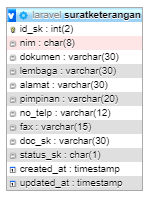 laravel suratketerangan
id_sk : int(2)
nim : char(8)
dokumen : varchar(30)
lembaga : varchar(30)
alamat : varchar(30)
pimpinan : varchar(20)
no_telp : varchar(12)
fax : varchar(15)
doc_sk : varchar(30)
status_sk : char(1)
created_at : timestamp
updated_at : timestamp